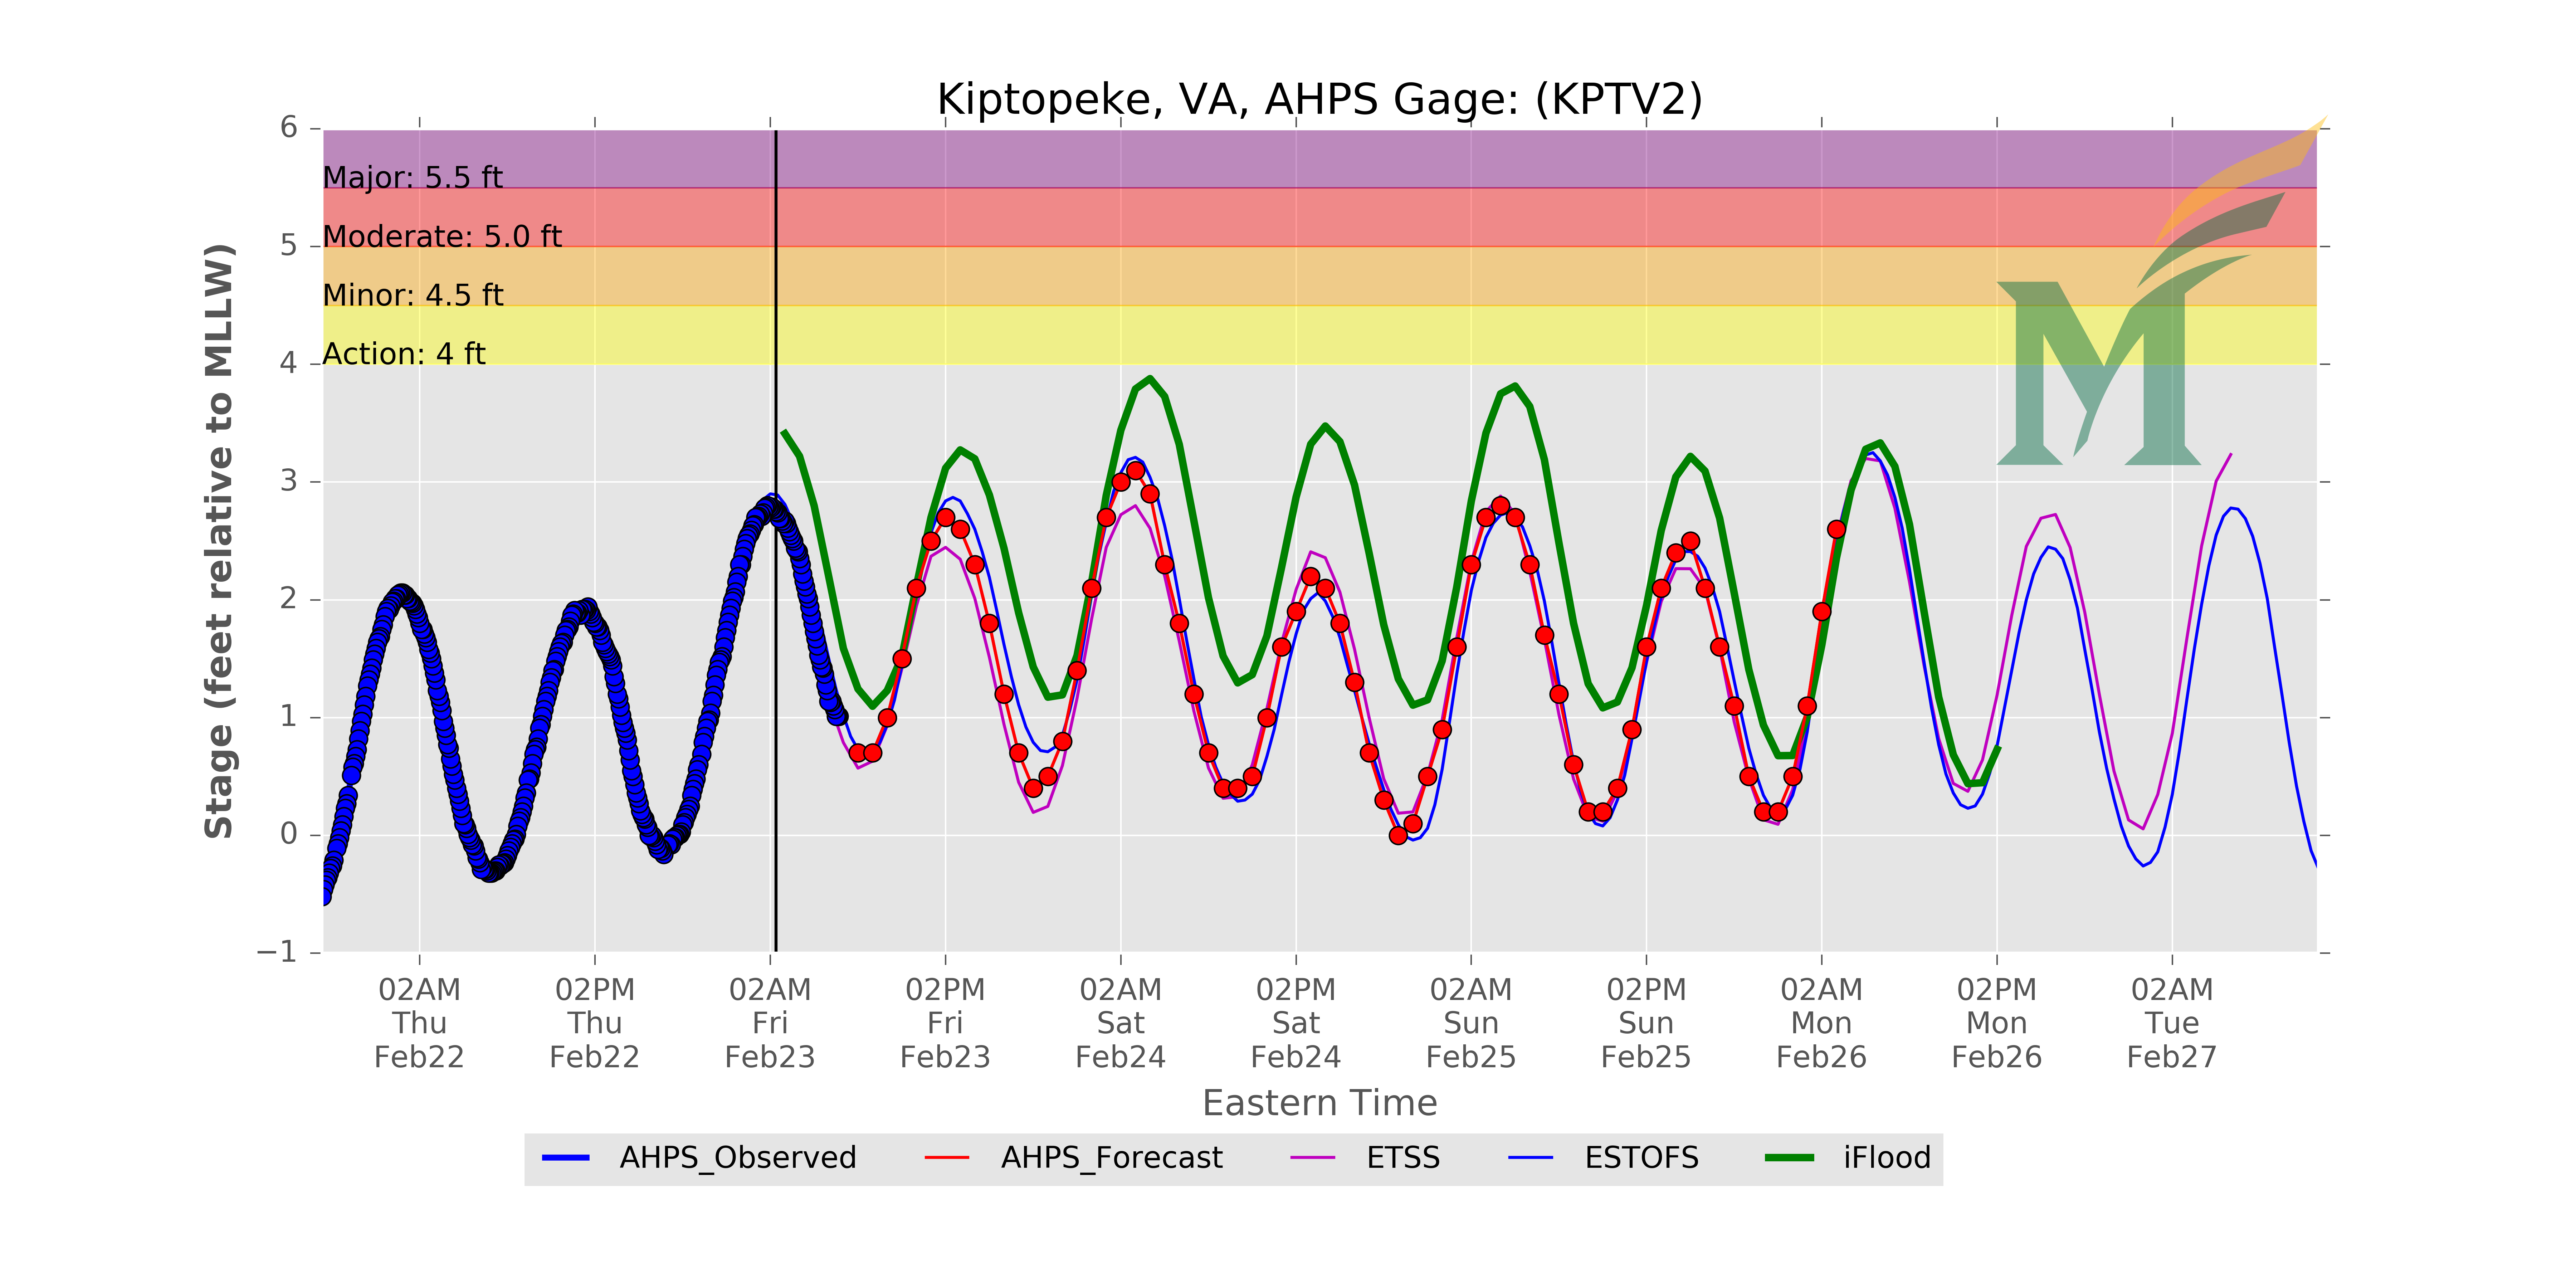 Kiptopeke, VA, AHPS Gage: (KPTV2)
Stage (feet relative to MLLW)
6
5
4
3
2
1
0
−1
Major: 5.5 ft
Moderate: 5.0 ft
Minor: 4.5 ft
Action: 4 ft
M
02AM Thu Feb22
02PM Thu Feb22
02AM Fri Feb23
02PM Fri Feb23
02AM Sat Feb24
02PM Sat Feb24
02AM Sun Feb25
02PM Sun Feb25
02AM Mon Feb26
02PM Mon Feb26
02AM Tue Feb27
Eastern Time
AHPS_Observed AHPS_Forecast ETSS ESTOFS iFlood